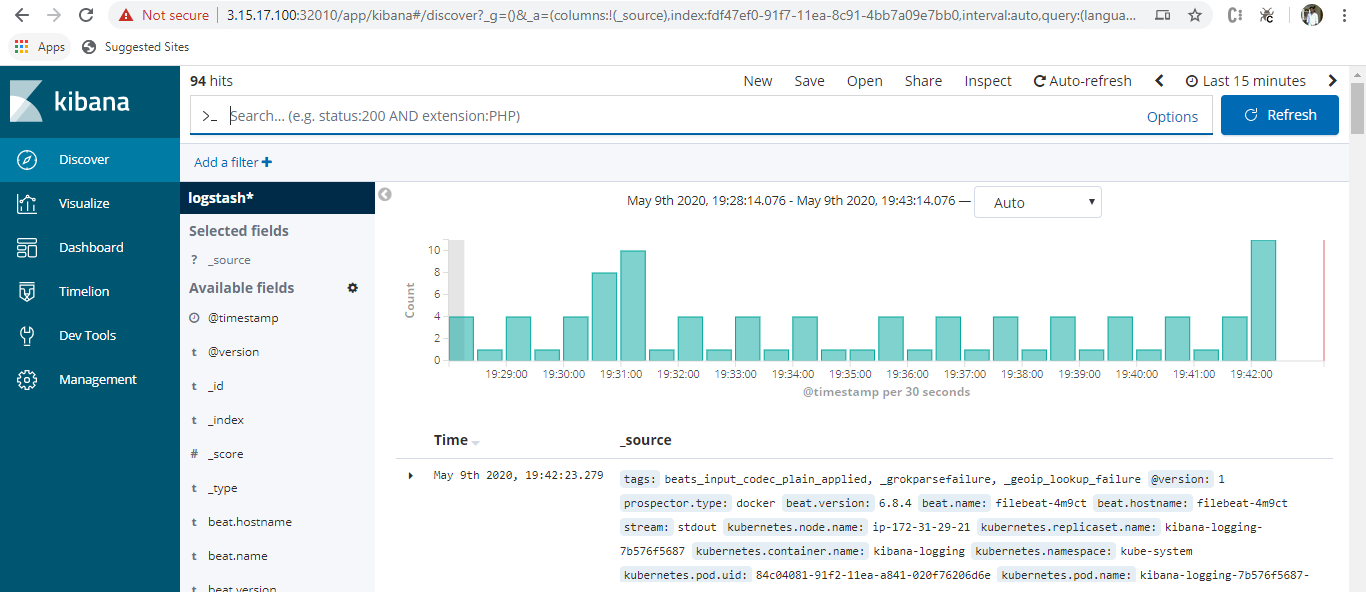 Not secure | 3.15.17.100:32010/app/kibana#/discover?_g=()&_a=(columns:!(_source),index:fdf47ef0-91f7-11ea-8c91-4bb7a09e7bb0,interval:auto,query:(langua...
Apps Suggested Sites
kibana
Discover
Visualize
Dashboard
Timelion
Dev Tools
Management
94 hits
New Save Open Share Inspect Auto-refresh Last 15 minutes
>_ Search... (e.g. status:200 AND extension:PHP) Options Refresh
Add a filter +
logstash*
Selected fields
? _source
Available fields
@timestamp
t @version
t _id
t _index
# _score
t _type
t beat.hostname
t beat.name
t beat.version
May 9th 2020, 19:28:14.076 - May 9th 2020, 19:43:14.076 — Auto
Count
10
8
6
4
2
0
19:29:00 19:30:00 19:31:00 19:32:00 19:33:00 19:34:00 19:35:00 19:36:00 19:37:00 19:38:00 19:39:00 19:40:00 19:41:00 19:42:00
@timestamp per 30 seconds
Time _source
May 9th 2020, 19:42:23.279
tags: beats_input_codec_plain_applied, _grokparsefailure, _geoip_lookup_failure @version: 1
prospector.type: docker beat.version: 6.8.4 beat.name: filebeat-4m9ct beat.hostname: filebeat-4m9ct
stream: stdout kubernetes.node.name: ip-172-31-29-21 kubernetes.replicaset.name: kibana-logging-
7b576f5687 kubernetes.container.name: kibana-logging kubernetes.namespace: kube-system
kubernetes.pod.uid: 84c04081-91f2-11ea-a841-020f76206d6e kubernetes.pod.name: kibana-logging-7b576f5687-